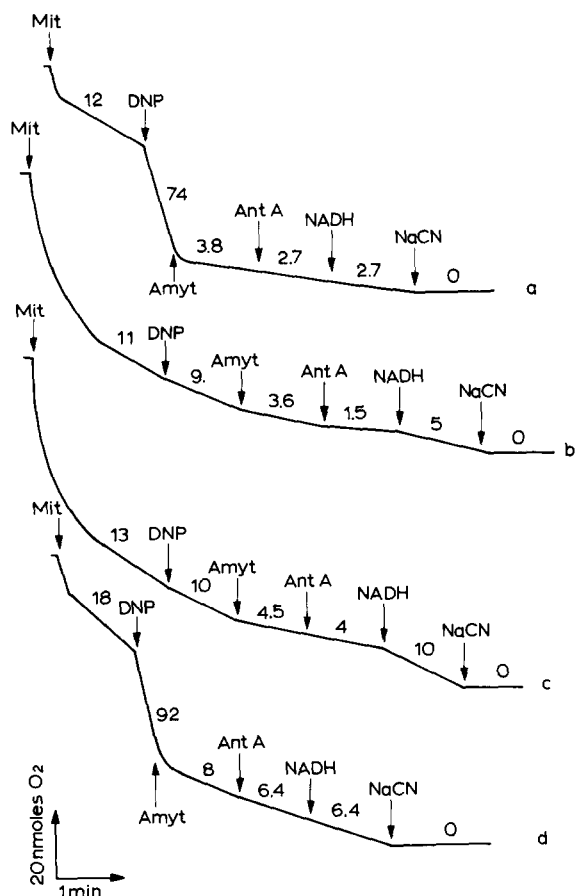 Mit
12
DNP
74
Amyt
3.8
Ant A
2.7
NADH
2.7
NaCN
0
a
Mit
11
DNP
9.
Amyt
3.6
Ant A
1.5
NADH
5
NaCN
0
b
Mit
13
DNP
10
Amyt
4.5
Ant A
4
NADH
10
NaCN
0
c
Mit
18
DNP
92
Amyt
8
Ant A
6.4
NADH
6.4
NaCN
0
d
20nmoles O2
1min